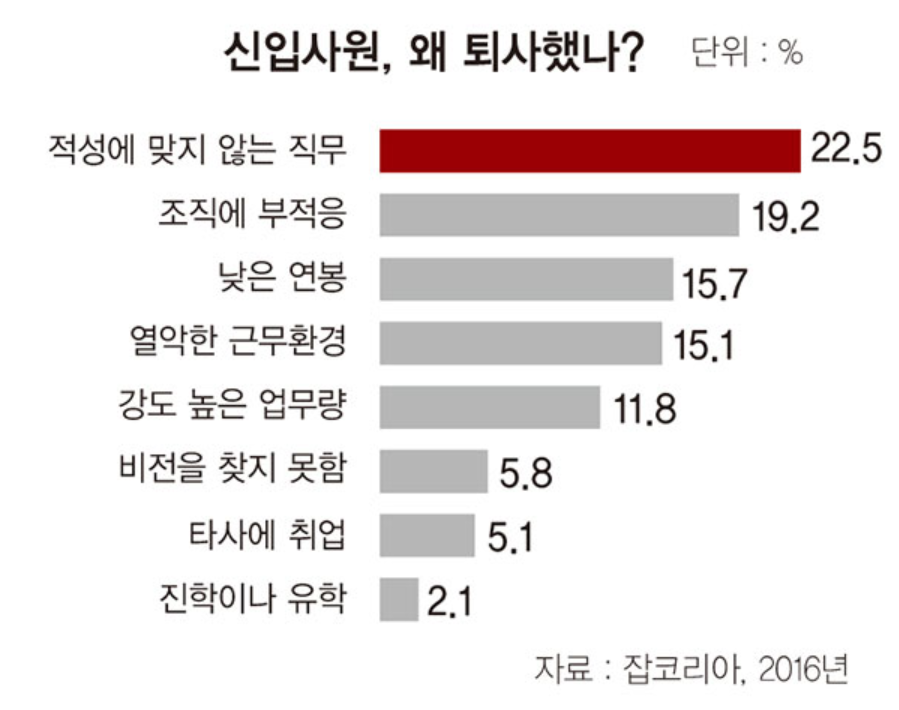 신입사원, 왜 퇴사했나? 단위 : %
적성에 맞지 않는 직무 22.5
조직에 부적응 19.2
낮은 연봉 15.7
열악한 근무환경 15.1
강도 높은 업무량 11.8
비전을 찾지 못함 5.8
타사에 취업 5.1
진학이나 유학 2.1
자료 : 잡코리아, 2016년